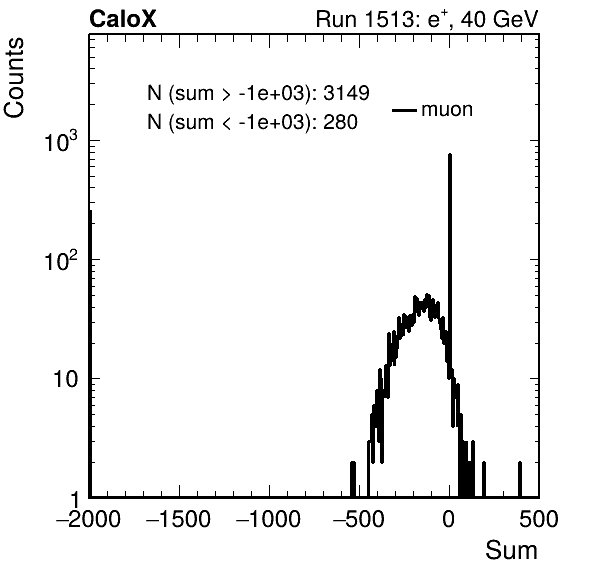 CaloX Run 1513: e⁺, 40 GeV
Counts
N (sum > -1e+03): 3149
N (sum < -1e+03): 280
muon
10³
10²
10
1
−2000 −1500 −1000 −500 0 500
Sum